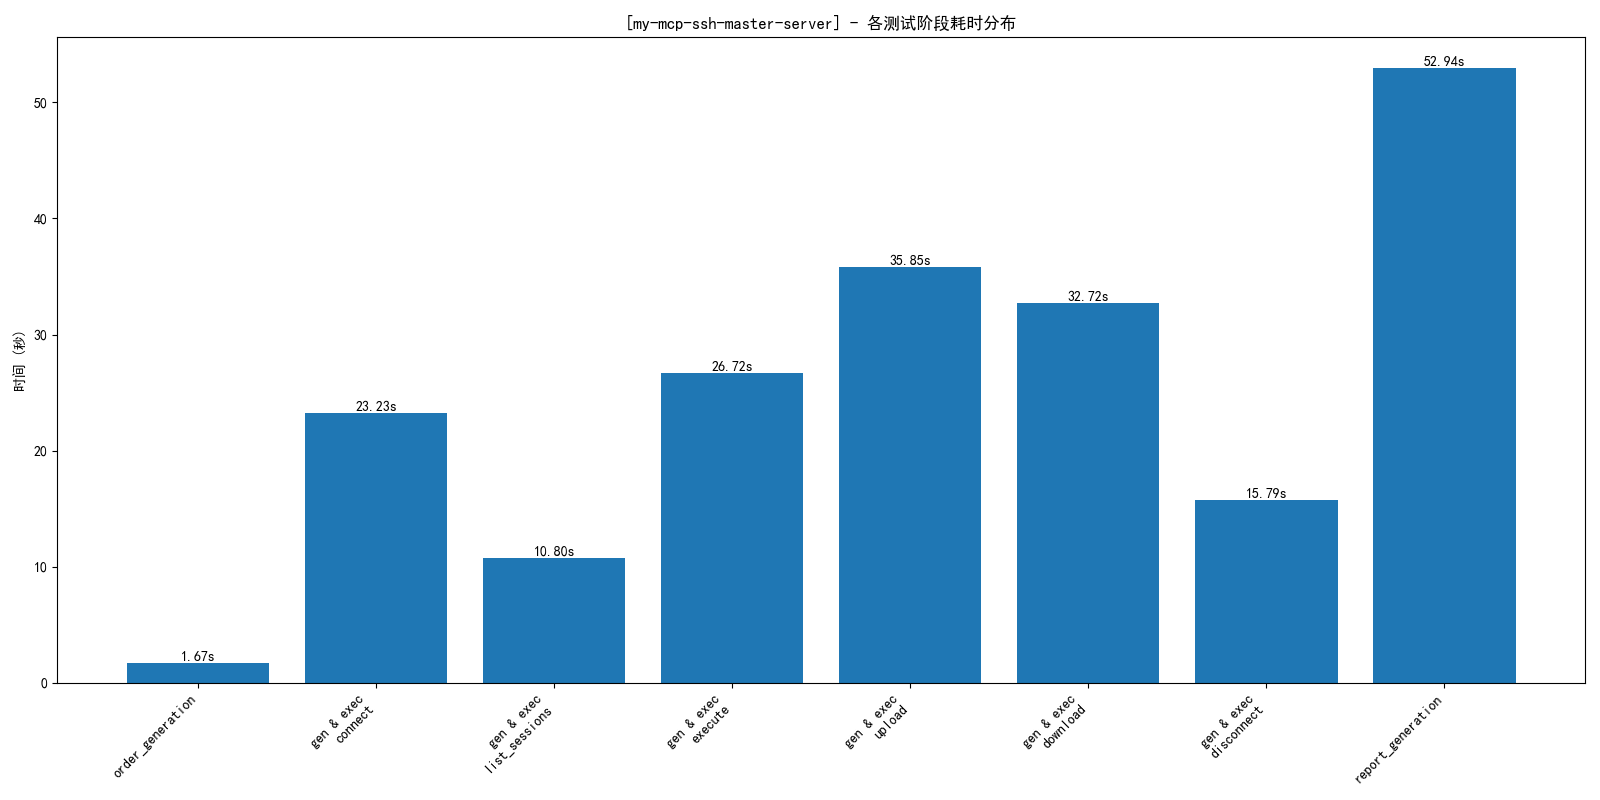 [my-mcp-ssh-master-server] - 各测试阶段耗时分布
时间 (秒)
50
40
30
20
10
0
1.67s
23.23s
10.80s
26.72s
35.85s
32.72s
15.79s
52.94s
order_generation
gen & exec
connect
gen & exec
list_sessions
gen & exec
execute
gen & exec
upload
gen & exec
download
gen & exec
disconnect
report_generation